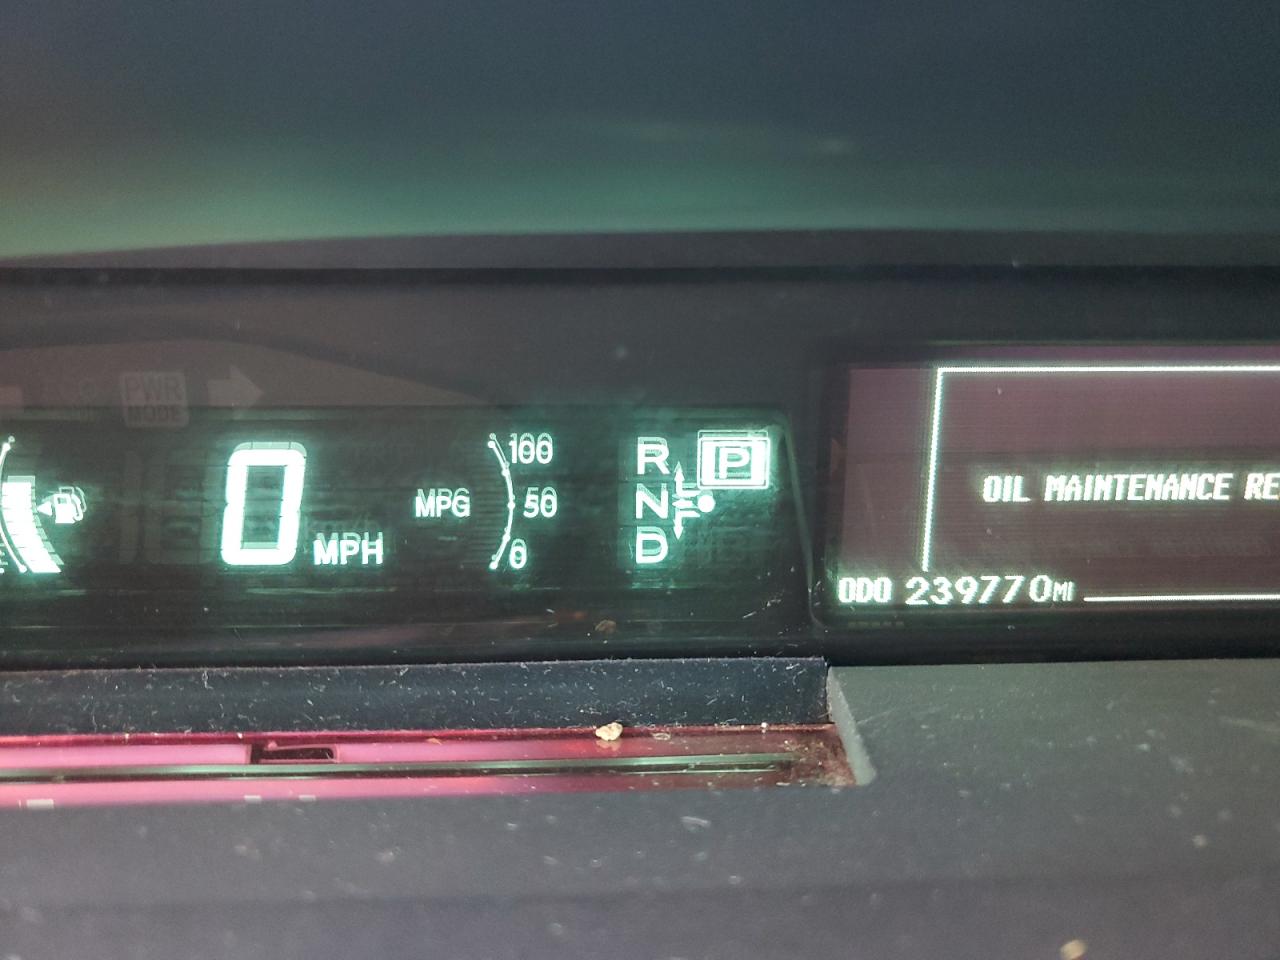 PWR
MODE
0
MPH
MPG
100
50
0
R
P
N
D
OIL MAINTENANCE RE
ODO 239770MI